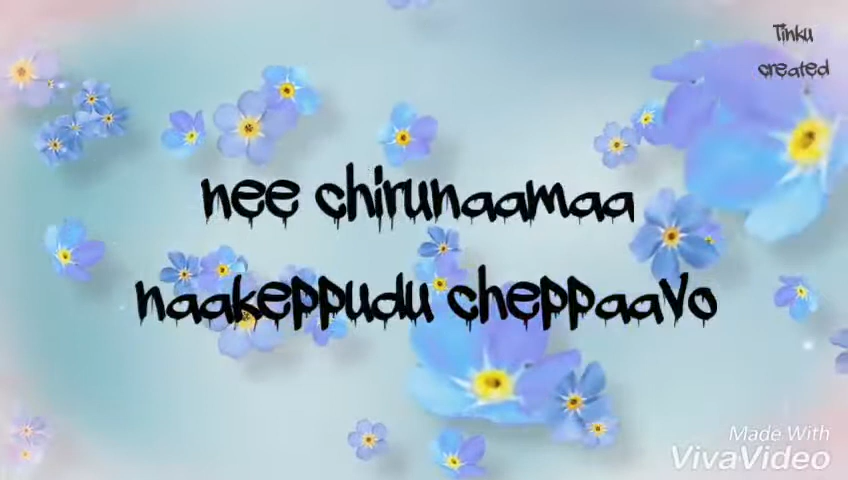 Tinku
created
nee chirunaamaa
naakeppudu cheppaavo
Made With
VivaVideo